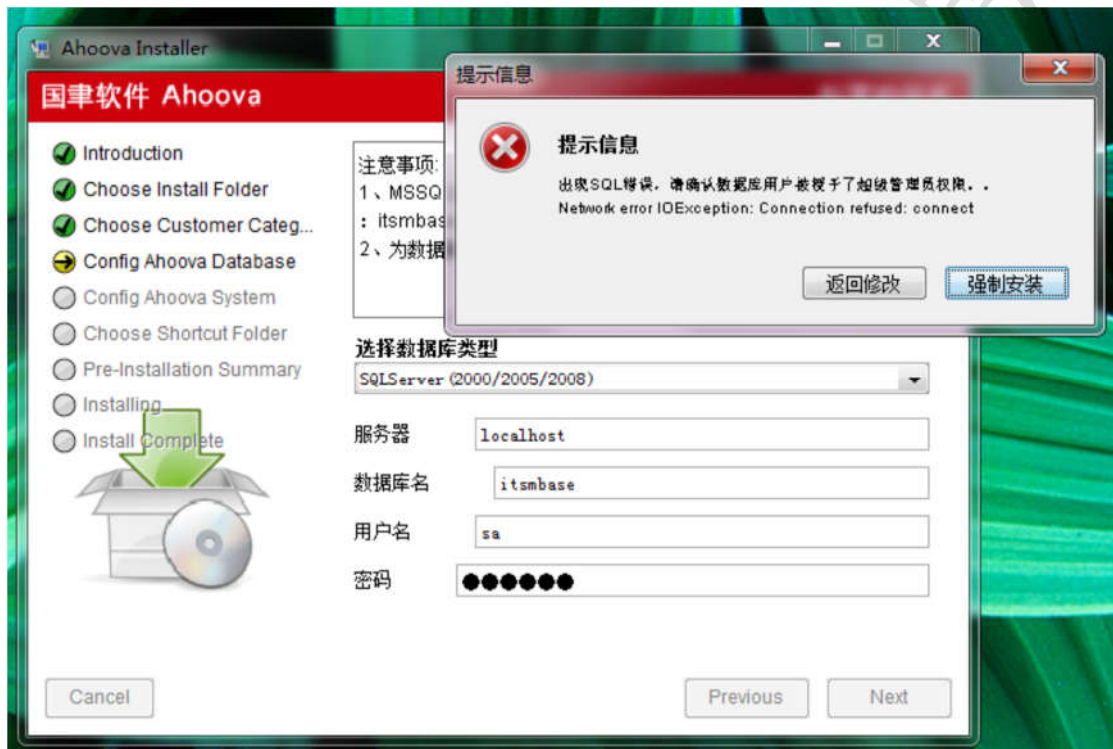 Ahoova Installer
国聿软件 Ahoova
Introduction
Choose Install Folder
Choose Customer Categ...
Config Ahoova Database
Config Ahoova System
Choose Shortcut Folder
Pre-Installation Summary
Installing
Install Complete
注意事项:
1、MSSQ
: itsmbas
2、为数据
提示信息
提示信息
出现SQL错误，请确认数据库用户被授予了超级管理员权限．．
Network error IOException: Connection refused: connect
返回修改
强制安装
选择数据库类型
SQLServer (2000/2005/2008)
服务器
localhost
数据库名
itsmbase
用户名
sa
密码
●●●●●●
Cancel
Previous
Next